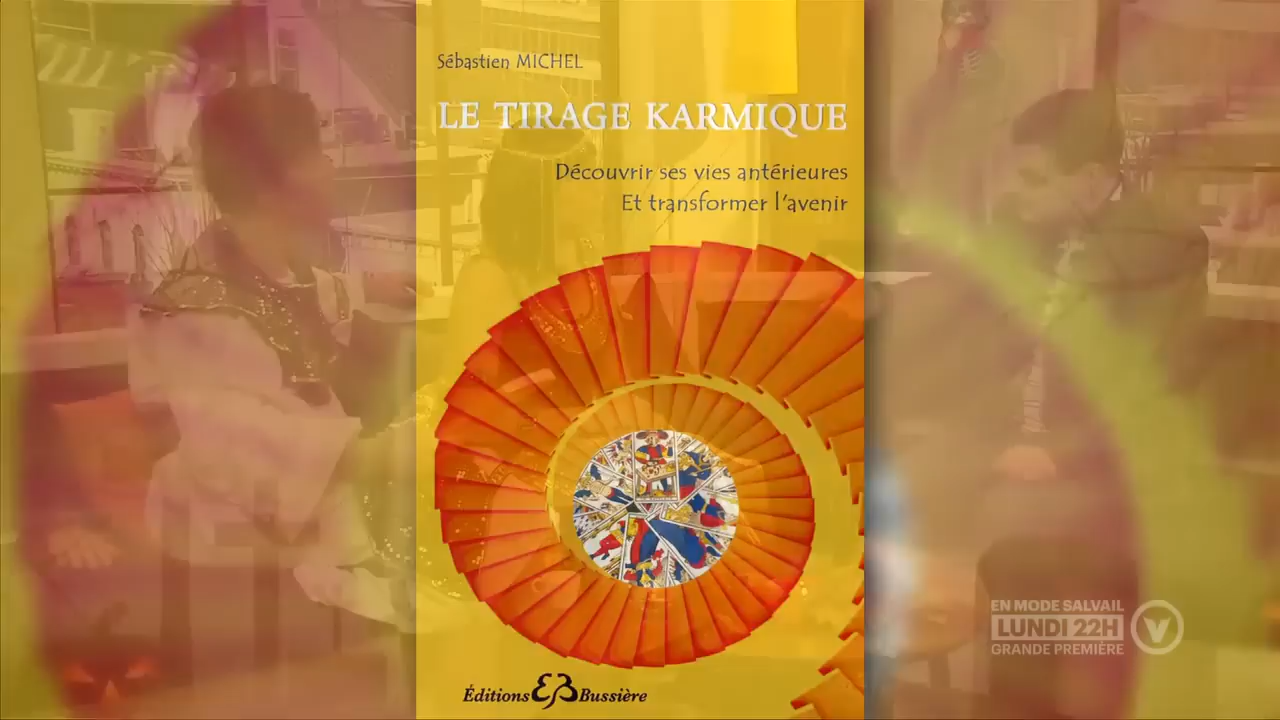 Sébastien MICHEL
LE TIRAGE KARMIQUE
Découvrir ses vies antérieures
Et transformer l'avenir
Éditions Bussière
EN MODE SALVAIL
LUNDI 22H
GRANDE PREMIÈRE
V